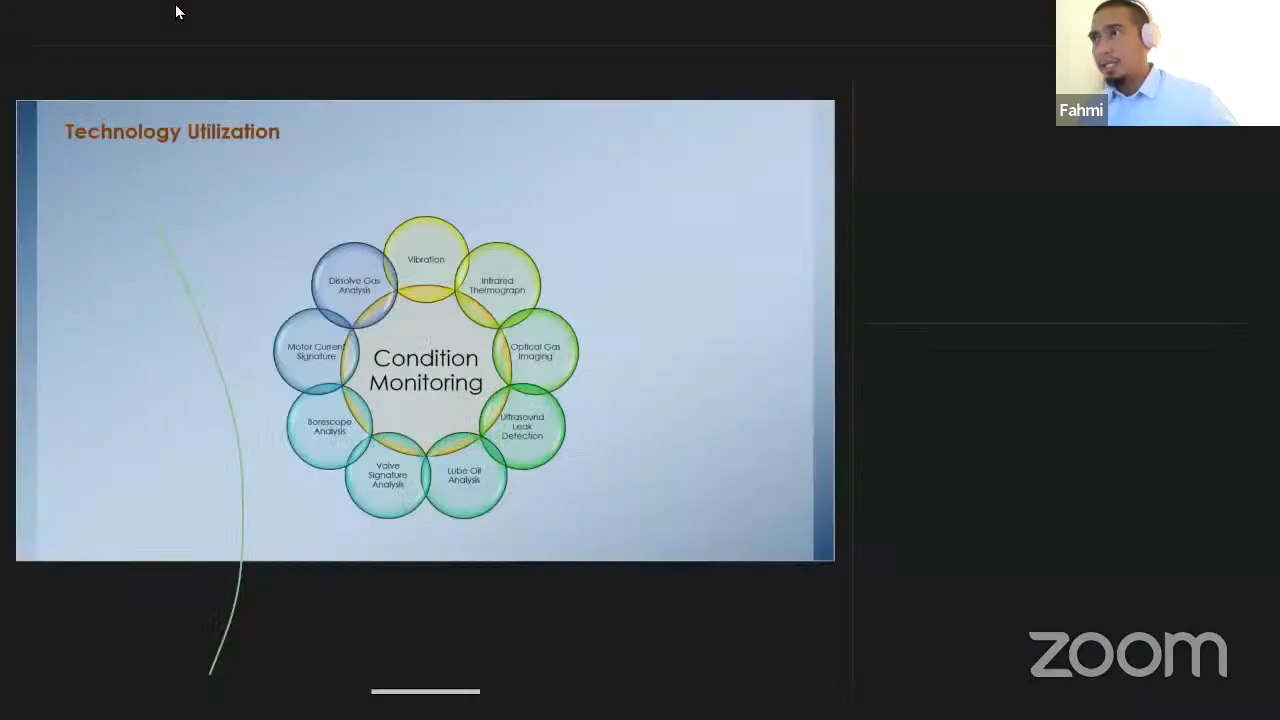 Fahmi
Technology Utilization
Vibration
Infrared
Thermograph
Optical Gas
Imaging
Ultrasound
Leak
Detection
Lube Oil
Analysis
Valve
Signature
Analysis
Borescope
Analysis
Motor Current
Signature
Dissolve Gas
Analysis
Condition
Monitoring
zoom